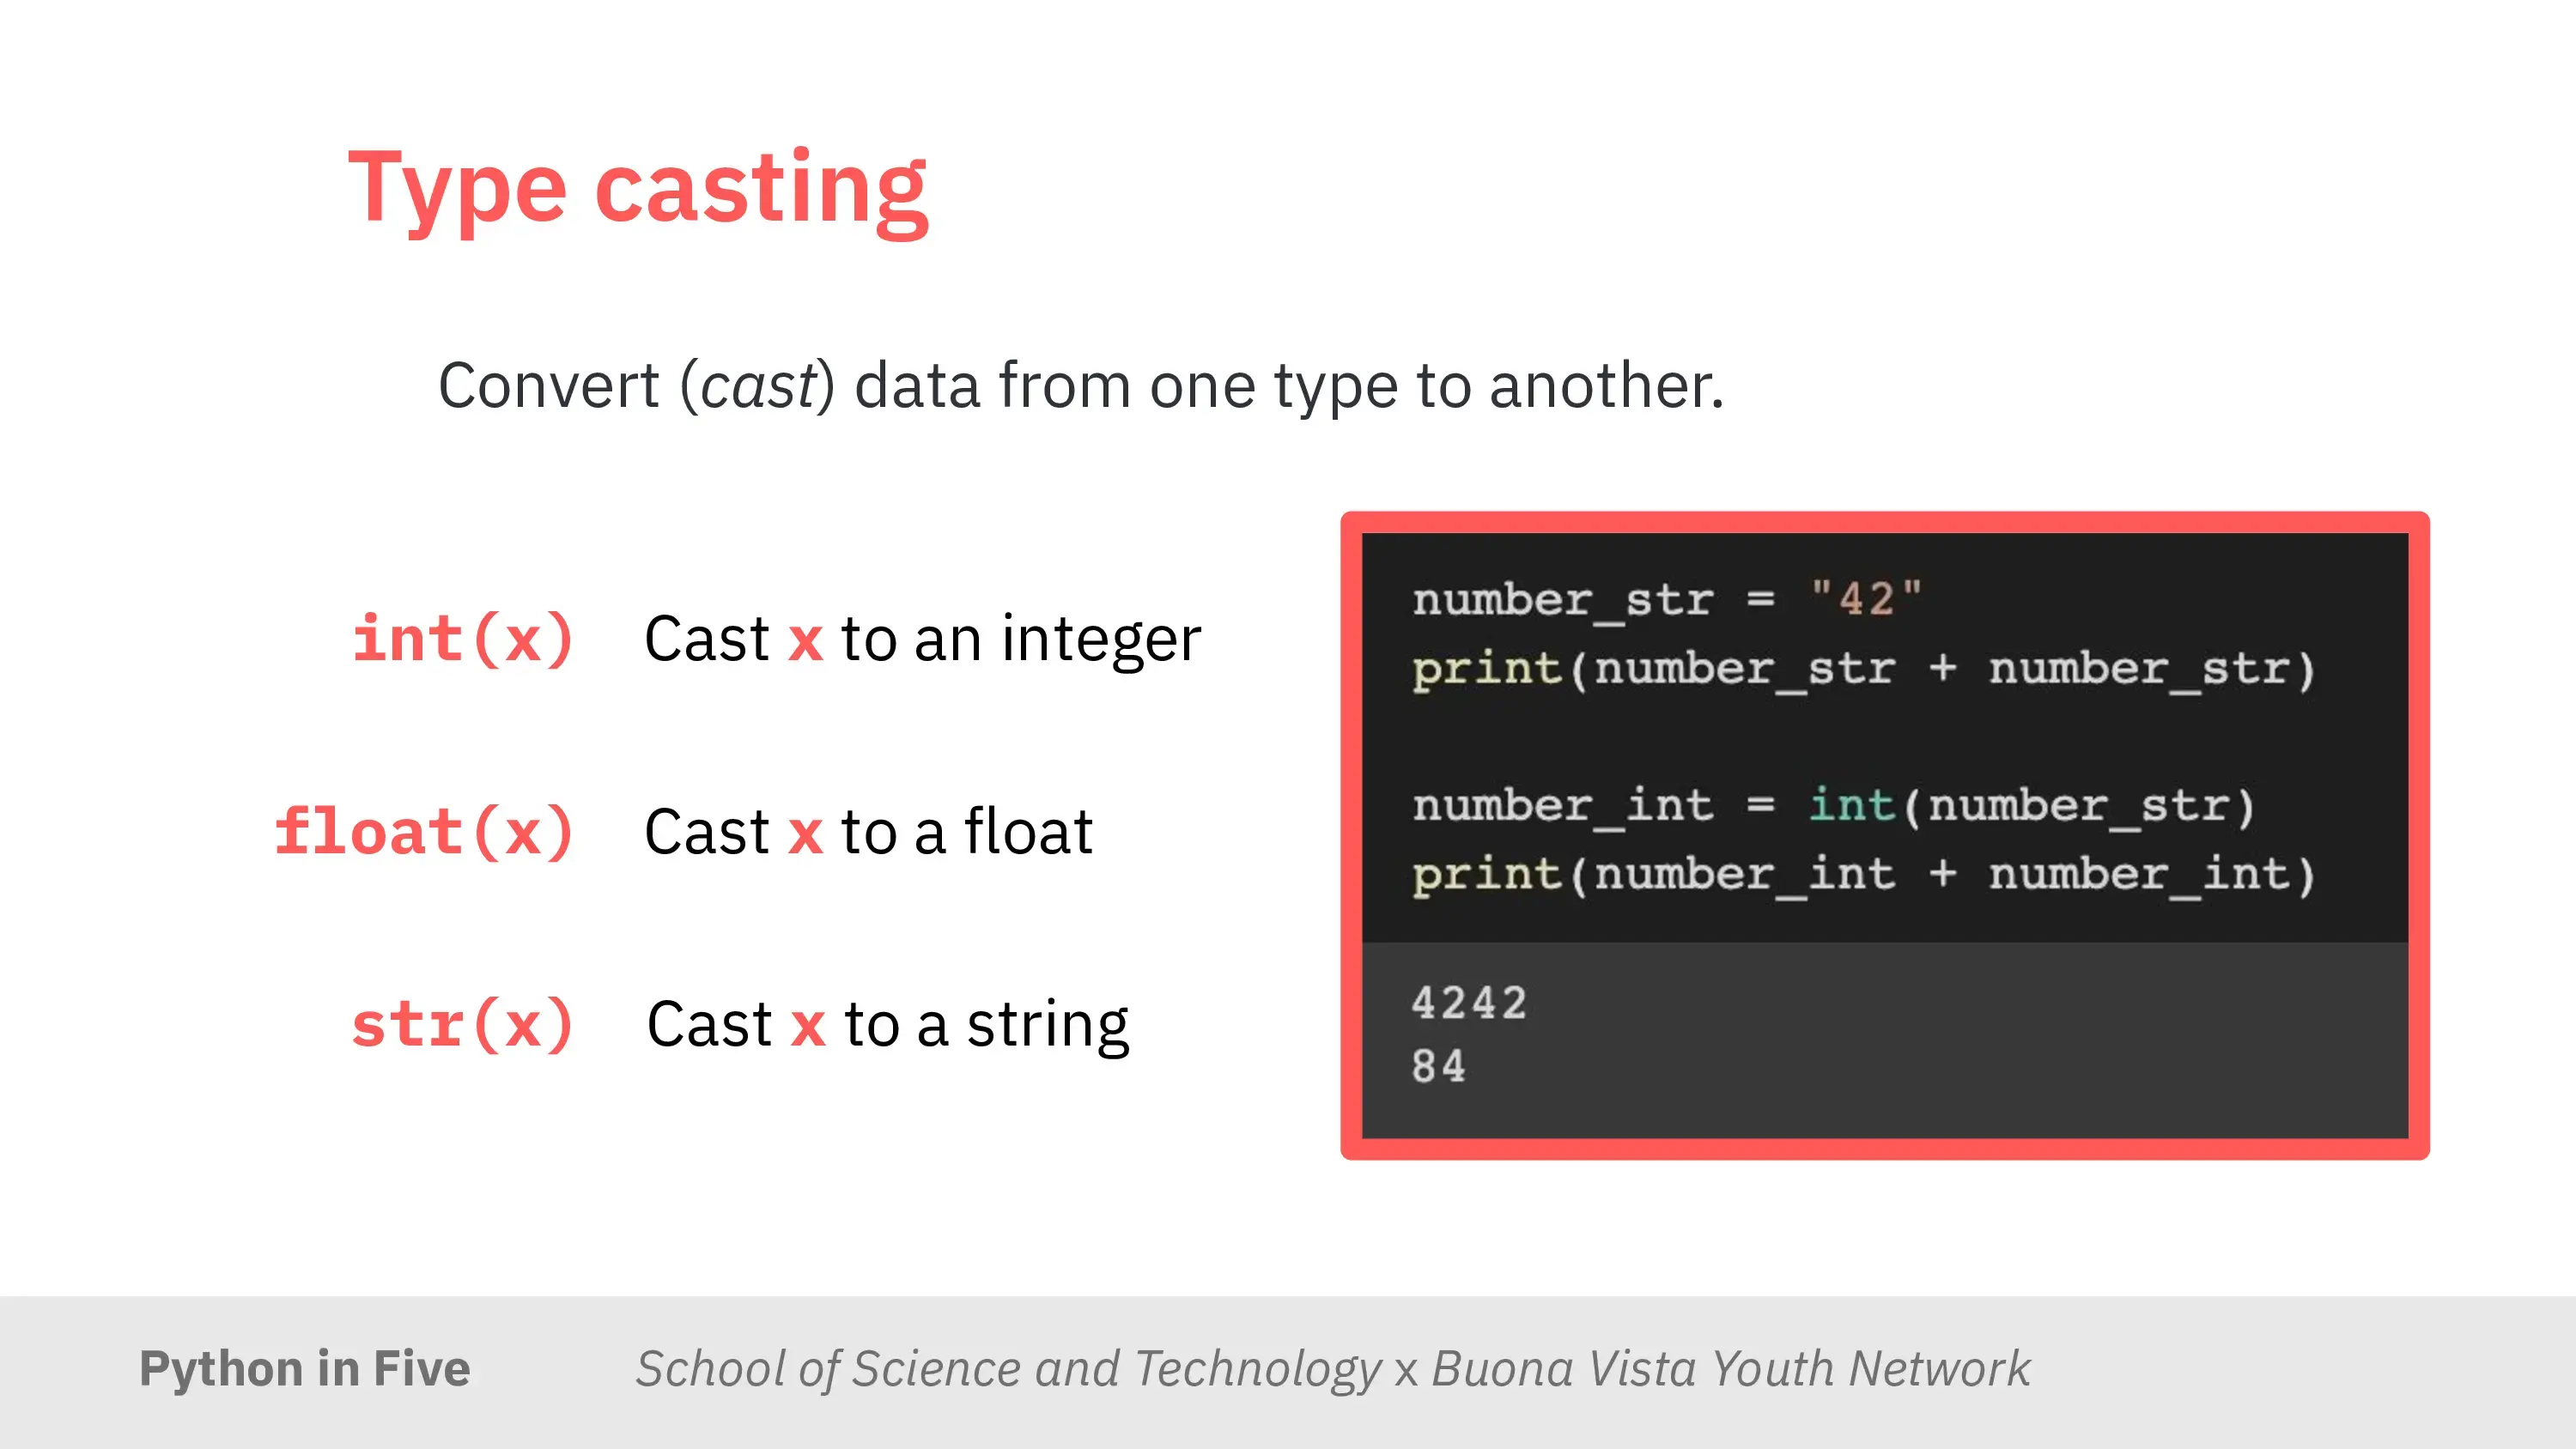 Type casting
Convert (cast) data from one type to another.
int(x) Cast x to an integer
float(x) Cast x to a float
str(x) Cast x to a string
number_str = "42"
print(number_str + number_str)
number_int = int(number_str)
print(number_int + number_int)
4242
84
Python in Five School of Science and Technology x Buona Vista Youth Network